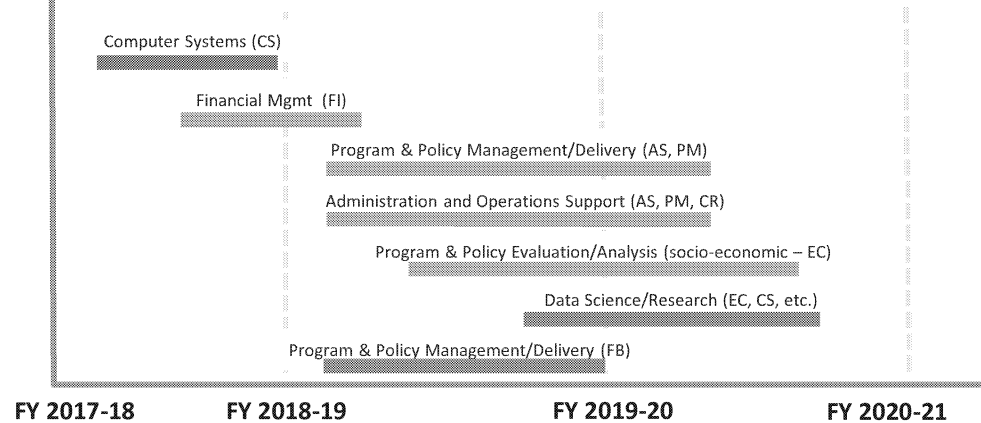 Computer Systems (CS)
Financial Mgmt (FI)
Program & Policy Management/Delivery (AS, PM)
Administration and Operations Support (AS, PM, CR)
Program & Policy Evaluation/Analysis (socio-economic – EC)
Data Science/Research (EC, CS, etc.)
Program & Policy Management/Delivery (FB)
FY 2017-18 FY 2018-19 FY 2019-20 FY 2020-21